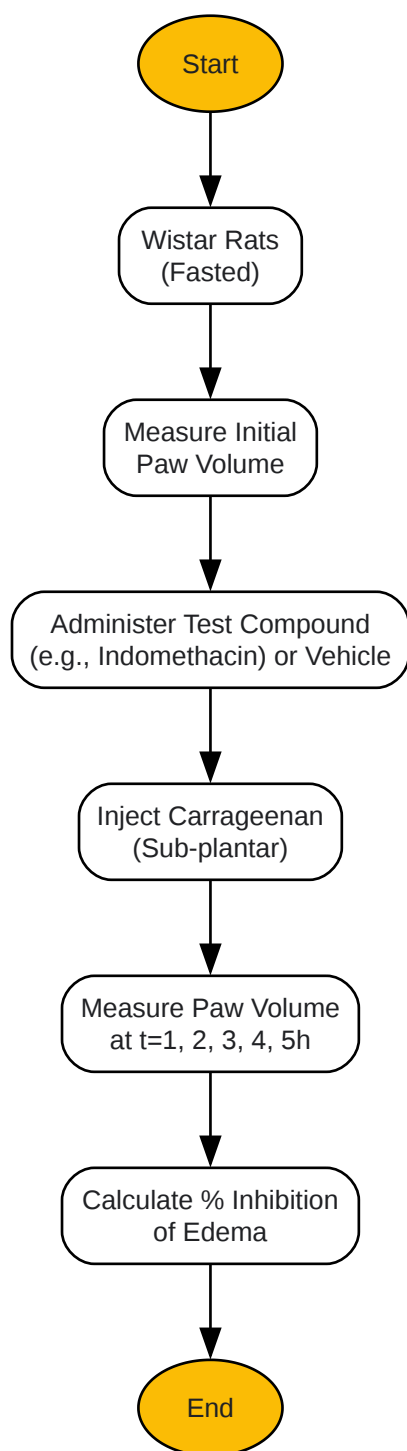 Start
Wistar Rats
(Fasted)
Measure Initial
Paw Volume
Administer Test Compound
(e.g., Indomethacin) or Vehicle
Inject Carrageenan
(Sub-plantar)
Measure Paw Volume
at t=1, 2, 3, 4, 5h
Calculate % Inhibition
of Edema
End